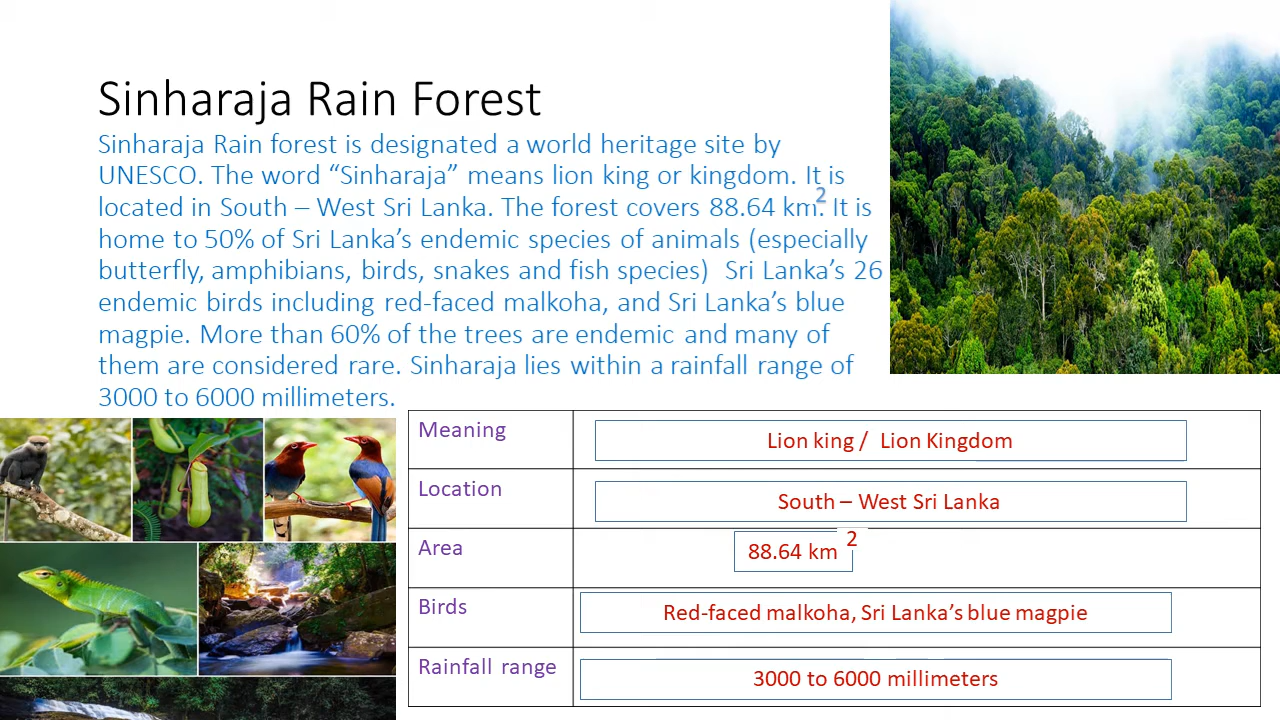 Sinharaja Rain Forest
Sinharaja Rain forest is designated a world heritage site by
UNESCO. The word “Sinharaja” means lion king or kingdom. It is
located in South – West Sri Lanka. The forest covers 88.64 km². It is
home to 50% of Sri Lanka’s endemic species of animals (especially
butterfly, amphibians, birds, snakes and fish species) Sri Lanka’s 26
endemic birds including red-faced malkoha, and Sri Lanka’s blue
magpie. More than 60% of the trees are endemic and many of
them are considered rare. Sinharaja lies within a rainfall range of
3000 to 6000 millimeters.
Meaning
Lion king / Lion Kingdom
Location
South – West Sri Lanka
Area
88.64 km²
Birds
Red-faced malkoha, Sri Lanka’s blue magpie
Rainfall range
3000 to 6000 millimeters